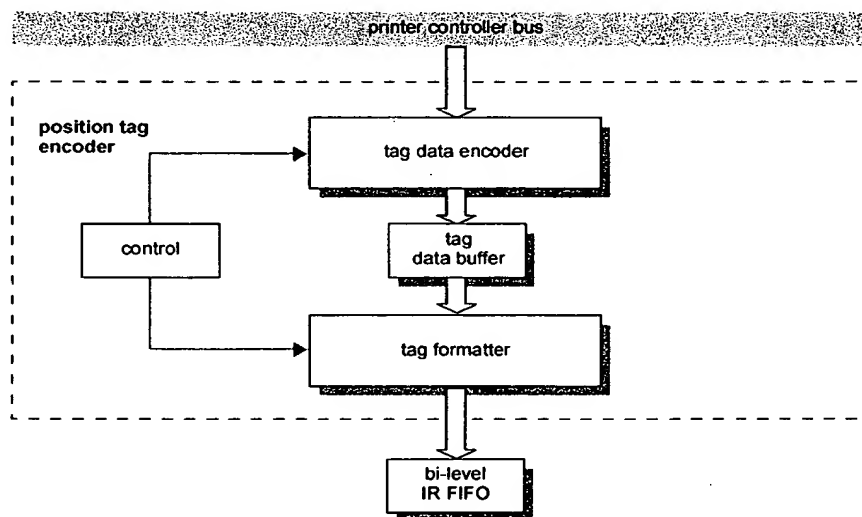 printer controller bus
position tag
encoder
tag data encoder
control
tag
data buffer
tag formatter
bi-level
IR FIFO